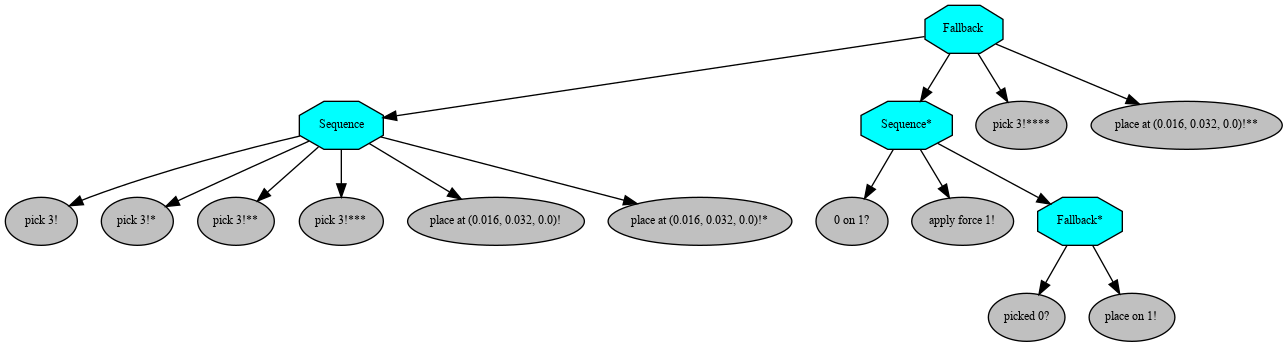 Fallback
Sequence
Sequence*
pick 3!****
place at (0.016, 0.032, 0.0)!**
pick 3!
pick 3!*
pick 3!**
pick 3!***
place at (0.016, 0.032, 0.0)!
place at (0.016, 0.032, 0.0)!*
0 on 1?
apply force 1!
Fallback*
picked 0?
place on 1!